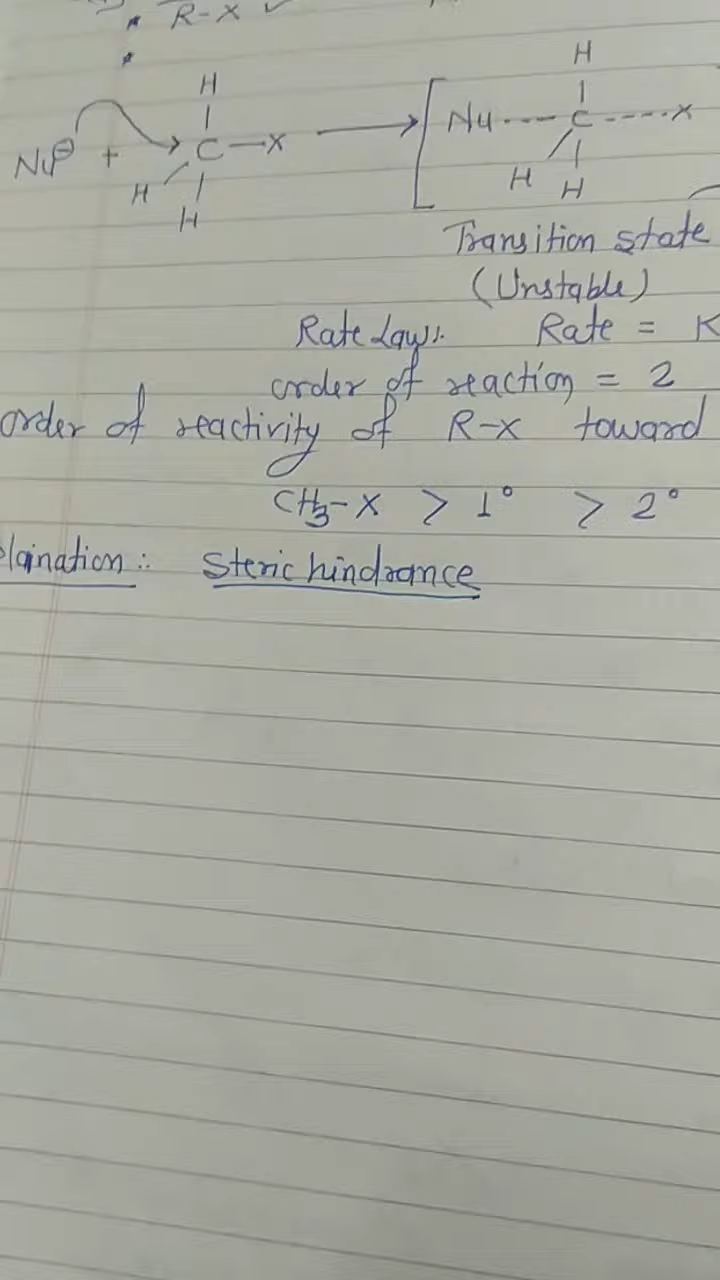 R-X ✓
H
Nu⊖ + C—X ⟶ [ Nu----C----X
H
H
H
H H
Transition state
(Unstable)
Rate Law:. Rate = K
order of reaction = 2
order of reactivity of R-X toward
CH₃-X > 1° > 2°
laination :. Steric hindrance